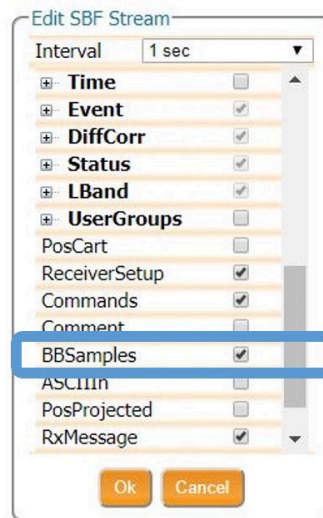 Edit SBF Stream
Interval 1 sec
Time
Event
DiffCorr
Status
LBand
UserGroups
PosCart
ReceiverSetup
Commands
Comment
BBSamples
ASCIIIn
PosProjected
RxMessage
Ok Cancel